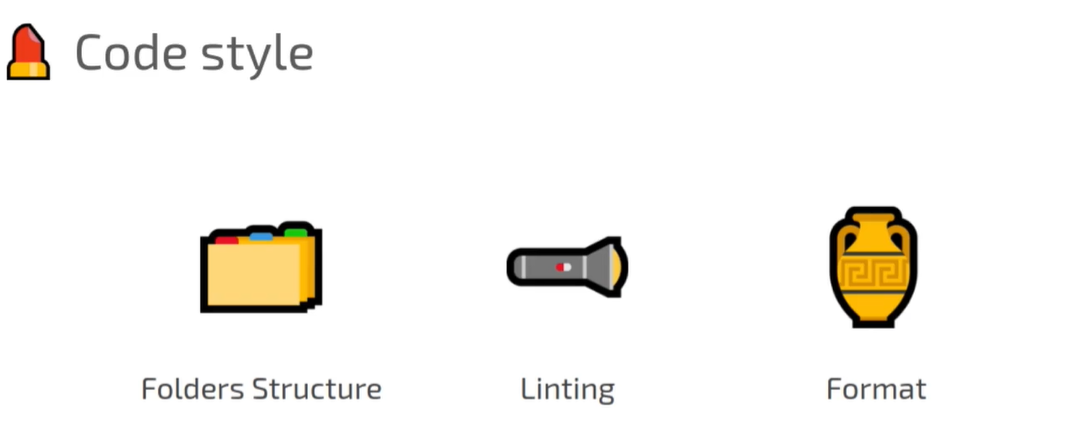 Code style
Folders Structure
Linting
Format